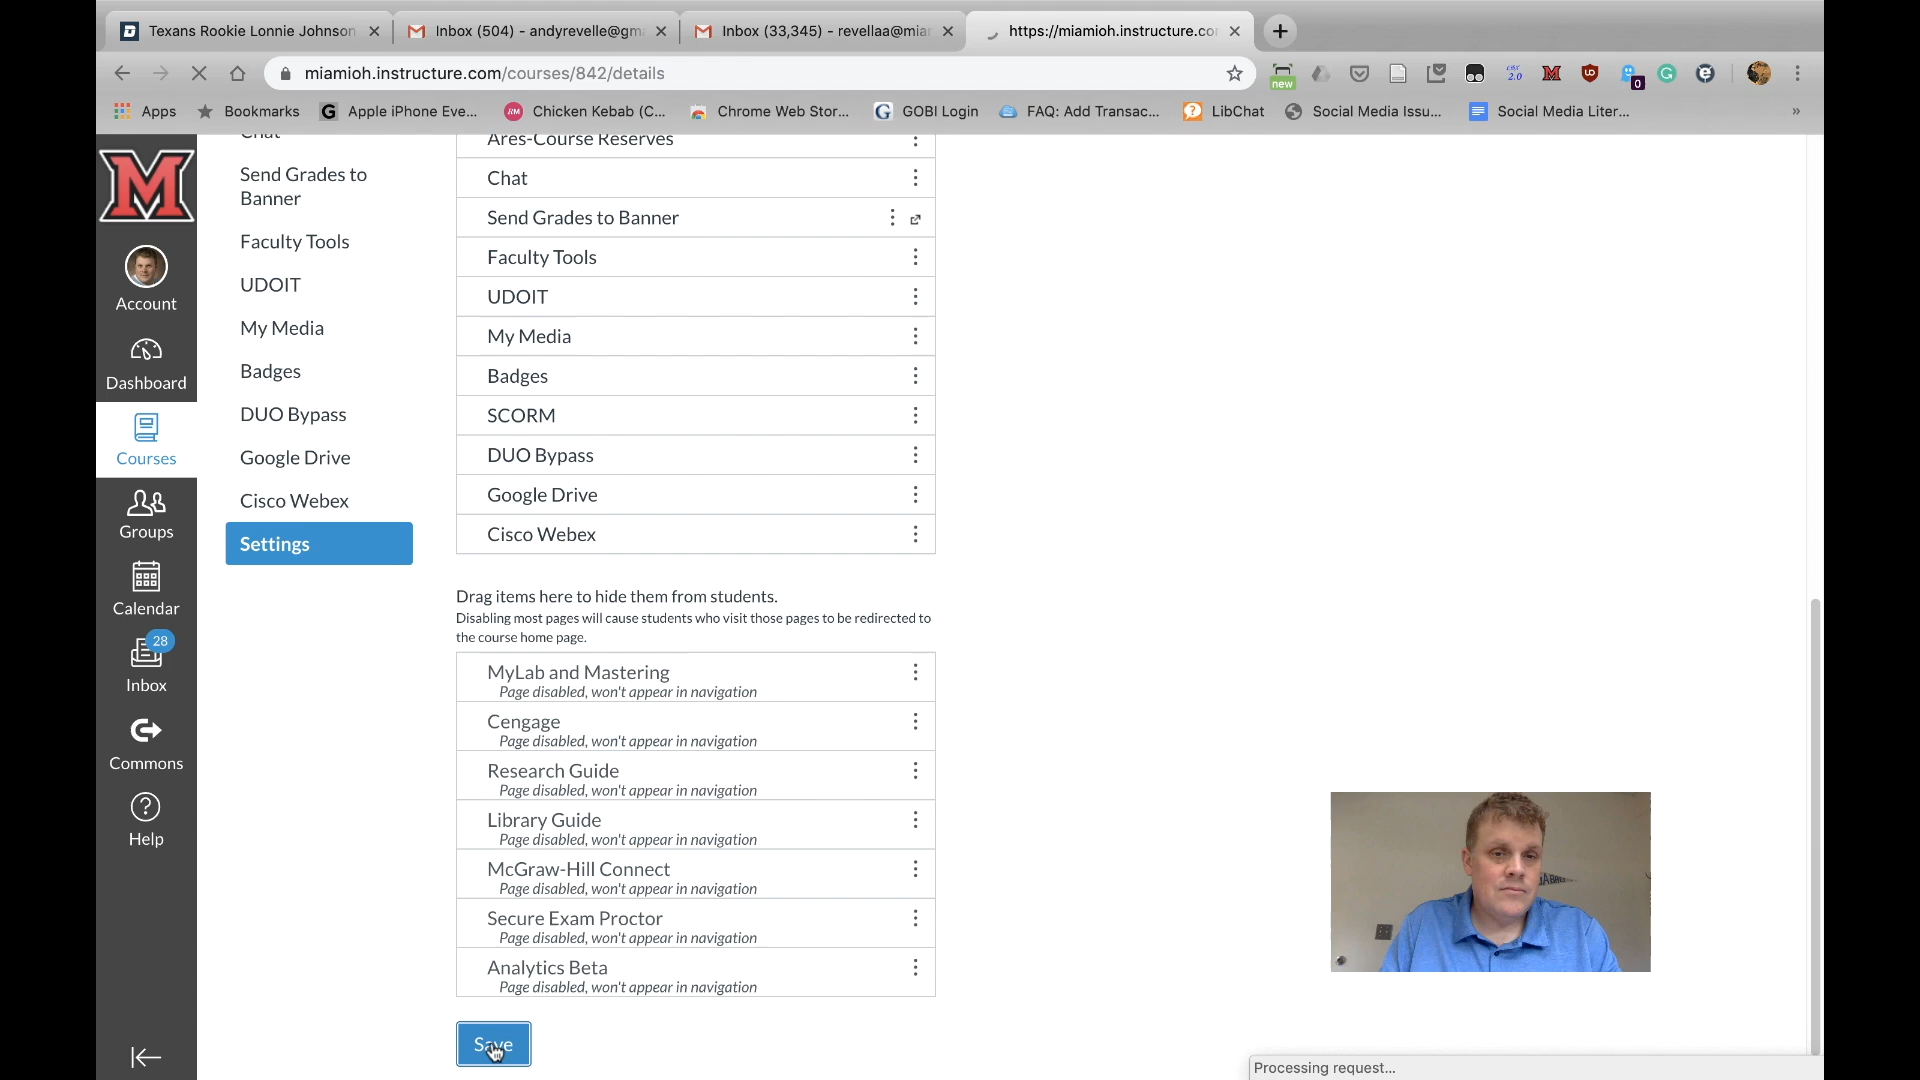 Texans Rookie Lonnie Johnson
Inbox (504) - andyrevelle@gm
Inbox (33,345) - revellaa@miar
https://miamioh.instructure.co
miamioh.instructure.com/courses/842/details
new
2.0
0
Apps
Bookmarks
Apple iPhone Eve...
Chicken Kebab (C...
Chrome Web Stor...
GOBI Login
FAQ: Add Transac...
LibChat
Social Media Issu...
Social Media Liter...
»
M
Account
Dashboard
Courses
Groups
Calendar
28
Inbox
Commons
Help
Chat
Send Grades to
Banner
Faculty Tools
UDOIT
My Media
Badges
DUO Bypass
Google Drive
Cisco Webex
Settings
Ares-Course Reserves
Chat
Send Grades to Banner
Faculty Tools
UDOIT
My Media
Badges
SCORM
DUO Bypass
Google Drive
Cisco Webex
Drag items here to hide them from students.
Disabling most pages will cause students who visit those pages to be redirected to
the course home page.
MyLab and Mastering
Page disabled, won't appear in navigation
Cengage
Page disabled, won't appear in navigation
Research Guide
Page disabled, won't appear in navigation
Library Guide
Page disabled, won't appear in navigation
McGraw-Hill Connect
Page disabled, won't appear in navigation
Secure Exam Proctor
Page disabled, won't appear in navigation
Analytics Beta
Page disabled, won't appear in navigation
Save
Processing request...